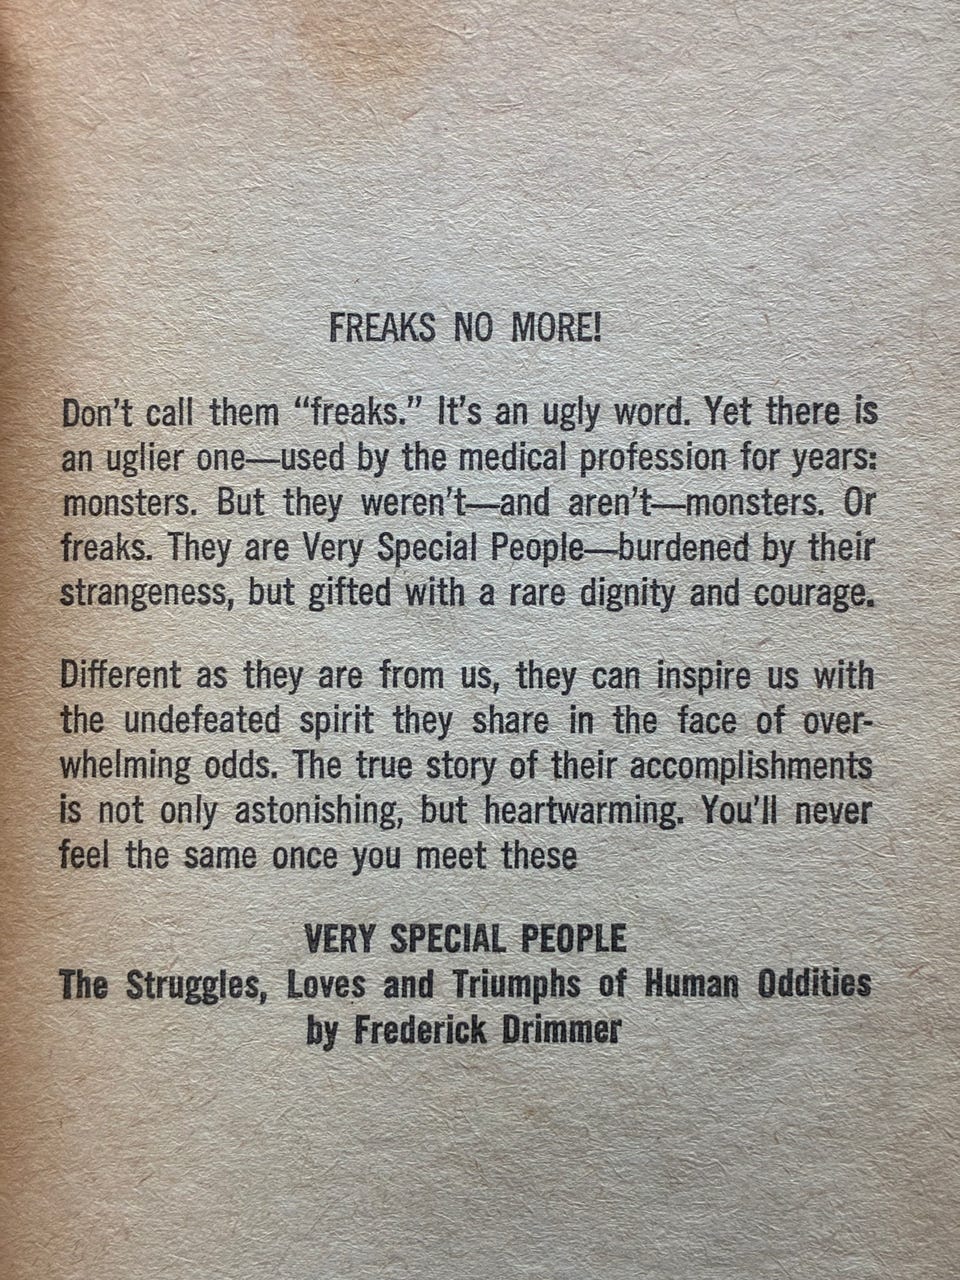 FREAKS NO MORE!
Don't call them “freaks.” It's an ugly word. Yet there is
an uglier one—used by the medical profession for years:
monsters. But they weren't—and aren't—monsters. Or
freaks. They are Very Special People—burdened by their
strangeness, but gifted with a rare dignity and courage.
Different as they are from us, they can inspire us with
the undefeated spirit they share in the face of over-
whelming odds. The true story of their accomplishments
is not only astonishing, but heartwarming. You'll never
feel the same once you meet these
VERY SPECIAL PEOPLE
The Struggles, Loves and Triumphs of Human Oddities
by Frederick Drimmer